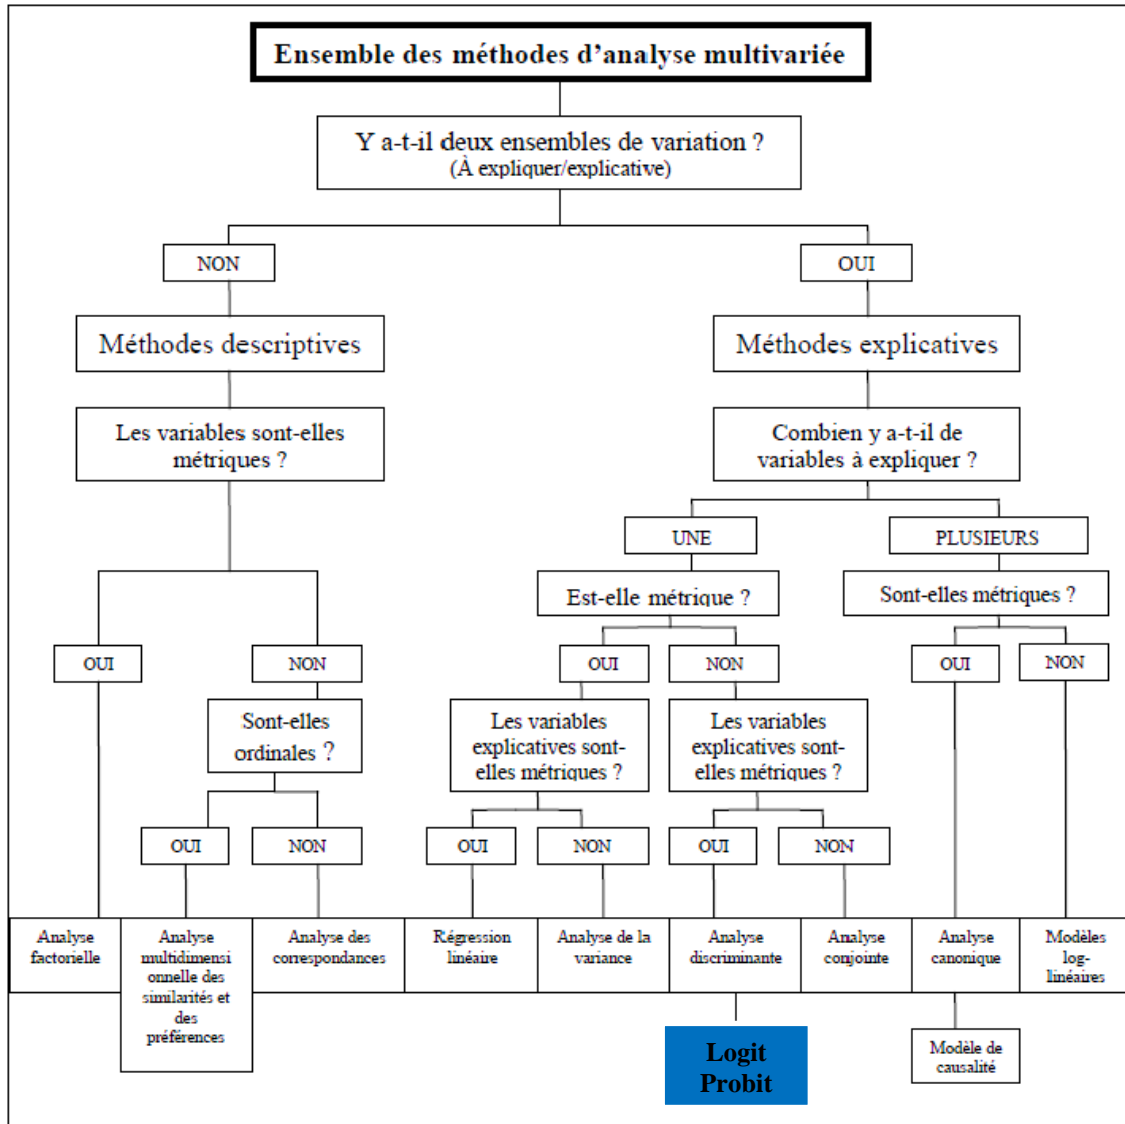 Ensemble des méthodes d'analyse multivariée
Y a-t-il deux ensembles de variation ?
(À expliquer/explicative)
NON
OUI
Méthodes descriptives
Méthodes explicatives
Les variables sont-elles
métriques ?
Combien y a-t-il de
variables à expliquer ?
UNE
PLUSIEURS
Est-elle métrique ?
Sont-elles métriques ?
OUI
NON
OUI
NON
OUI
NON
Sont-elles
ordinales ?
Les variables
explicatives sont-
elles métriques ?
Les variables
explicatives sont-
elles métriques ?
OUI
NON
OUI
NON
OUI
NON
Analyse
factorielle
Analyse
multidimensi
onnelle des
similarités et
des
préférences
Analyse des
correspondances
Régression
linéaire
Analyse de la
variance
Analyse
discriminante
Analyse
conjointe
Analyse
canonique
Modèles
log-
linéaires
Logit
Probit
Modèle de
causalité